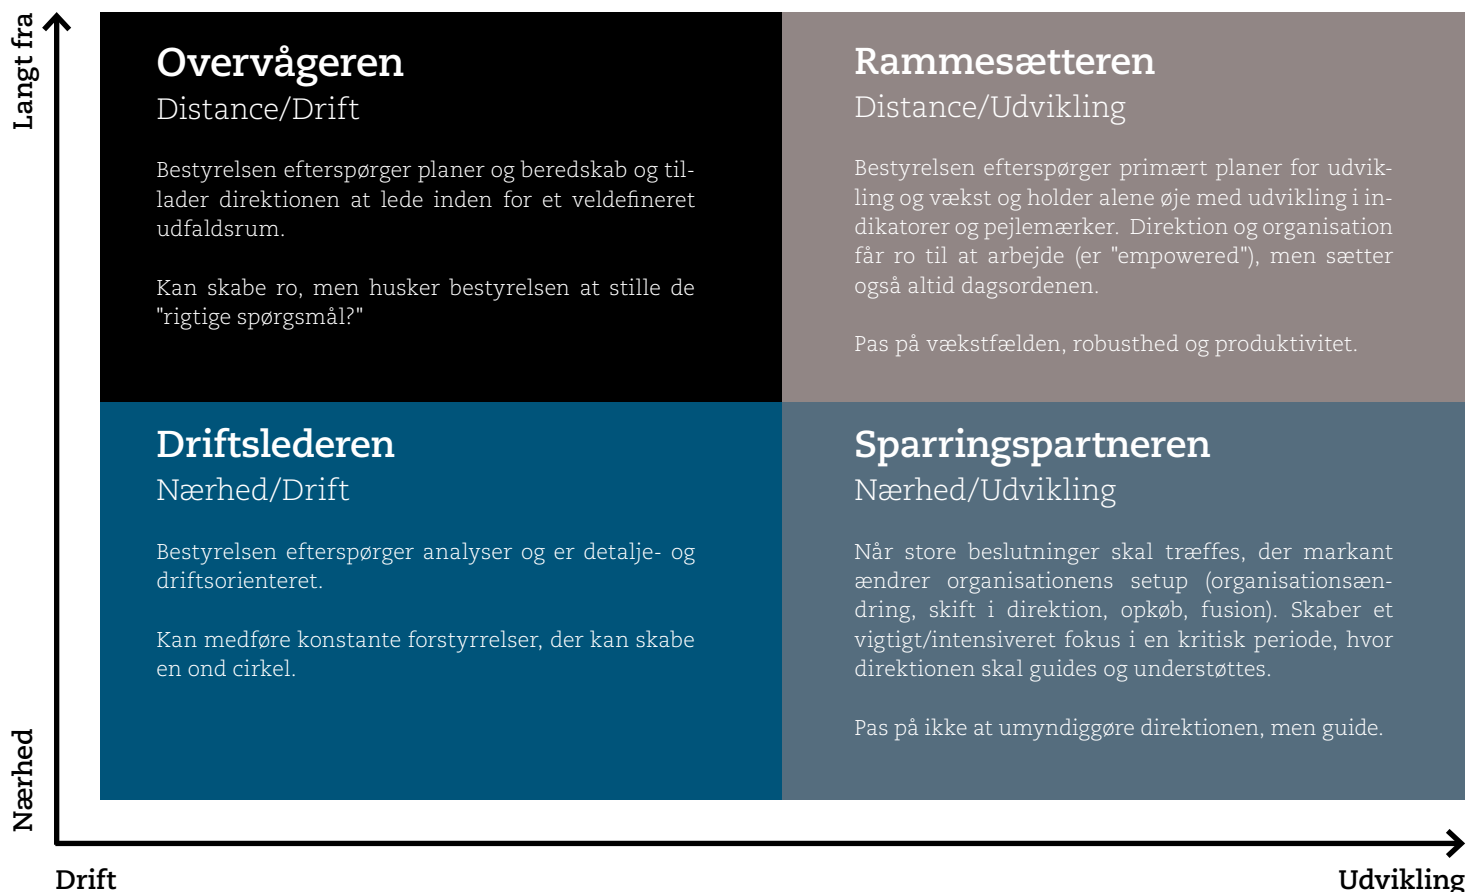 Langt fra
Overvågeren
Distance/Drift
Bestyrelsen efterspørger planer og beredskab og til-
lader direktionen at lede inden for et veldefineret
udfaldsrum.
Kan skabe ro, men husker bestyrelsen at stille de
"rigtige spørgsmål?"
Rammesætteren
Distance/Udvikling
Bestyrelsen efterspørger primært planer for udvik-
ling og vækst og holder alene øje med udvikling i in-
dikatorer og pejlemærker. Direktion og organisation
får ro til at arbejde (er "empowered"), men sætter
også altid dagsordenen.
Pas på vækstfælden, robusthed og produktivitet.
Driftslederen
Nærhed/Drift
Bestyrelsen efterspørger analyser og er detalje- og
driftsorienteret.
Kan medføre konstante forstyrrelser, der kan skabe
en ond cirkel.
Sparringspartneren
Nærhed/Udvikling
Når store beslutninger skal træffes, der markant
ændrer organisationens setup (organisationsæn-
dring, skift i direktion, opkøb, fusion). Skaber et
vigtigt/intensiveret fokus i en kritisk periode, hvor
direktionen skal guides og understøttes.
Pas på ikke at umyndiggøre direktionen, men guide.
Nærhed
Drift
Udvikling